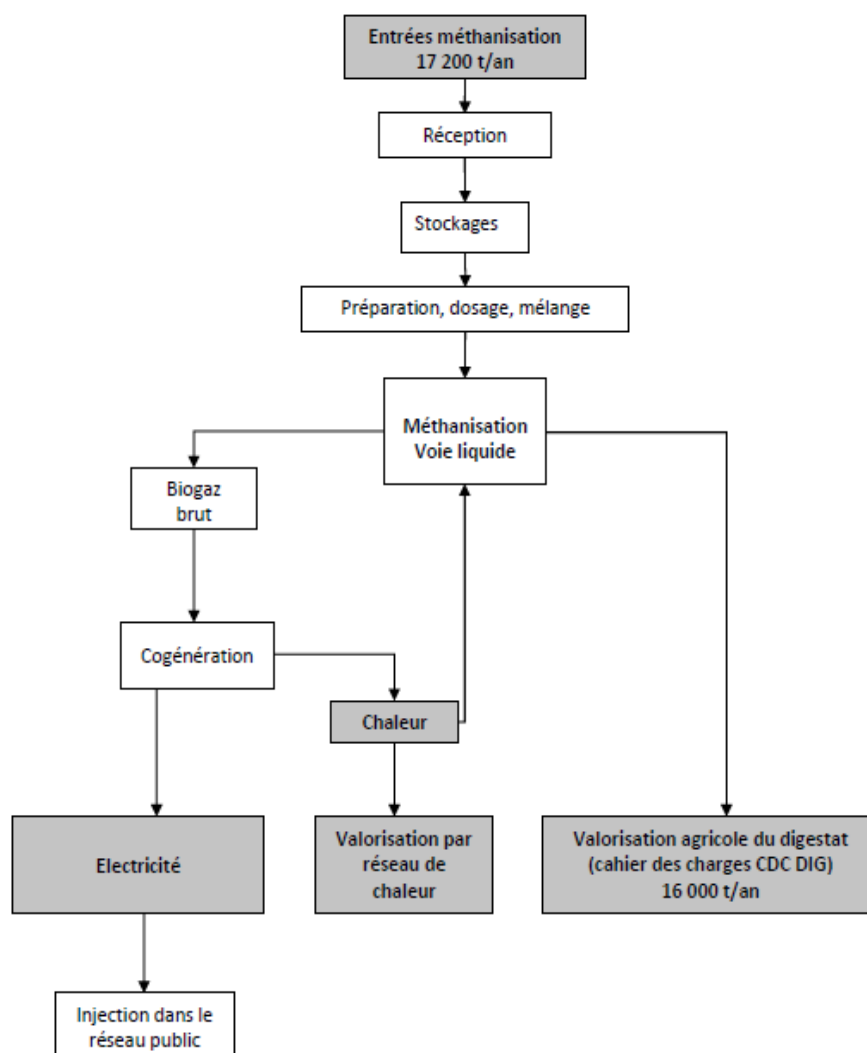 Entrées méthanisation
17 200 t/an
Réception
Stockages
Préparation, dosage, mélange
Méthanisation
Voie liquide
Biogaz
brut
Cogénération
Chaleur
Electricité
Valorisation par
réseau de
chaleur
Valorisation agricole du digestat
(cahier des charges CDC DIG)
16 000 t/an
Injection dans le
réseau public